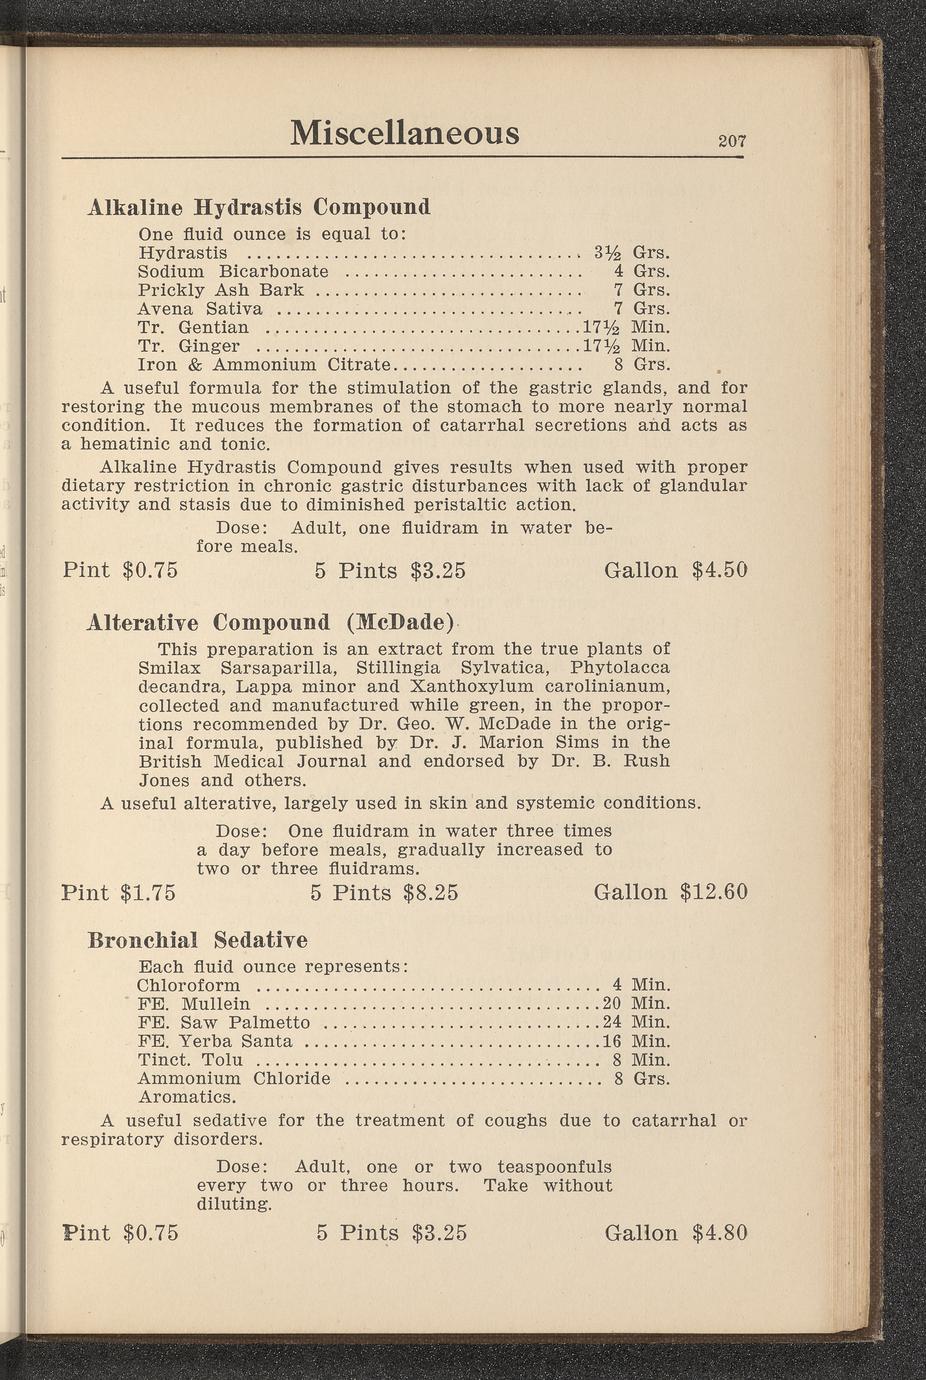 Miscellaneous
207
Alkaline Hydrastis Compound
One fluid ounce is equal to:
Hydrastis .................................. 3½ Grs.
Sodium Bicarbonate ........................ 4 Grs.
Prickly Ash Bark ........................... 7 Grs.
Avena Sativa ............................... 7 Grs.
Tr. Gentian ................................17½ Min.
Tr. Ginger .................................17½ Min.
Iron & Ammonium Citrate.................... 8 Grs.
A useful formula for the stimulation of the gastric glands, and for
restoring the mucous membranes of the stomach to more nearly normal
condition. It reduces the formation of catarrhal secretions and acts as
a hematinic and tonic.
Alkaline Hydrastis Compound gives results when used with proper
dietary restriction in chronic gastric disturbances with lack of glandular
activity and stasis due to diminished peristaltic action.
Dose: Adult, one fluidram in water be-
fore meals.
Pint $0.75 5 Pints $3.25 Gallon $4.50
Alterative Compound (McDade)
This preparation is an extract from the true plants of
Smilax Sarsaparilla, Stillingia Sylvatica, Phytolacca
decandra, Lappa minor and Xanthoxylum carolinianum,
collected and manufactured while green, in the propor-
tions recommended by Dr. Geo. W. McDade in the orig-
inal formula, published by Dr. J. Marion Sims in the
British Medical Journal and endorsed by Dr. B. Rush
Jones and others.
A useful alterative, largely used in skin and systemic conditions.
Dose: One fluidram in water three times
a day before meals, gradually increased to
two or three fluidrams.
Pint $1.75 5 Pints $8.25 Gallon $12.60
Bronchial Sedative
Each fluid ounce represents:
Chloroform ................................... 4 Min.
FE. Mullein ..................................20 Min.
FE. Saw Palmetto ............................24 Min.
FE. Yerba Santa ..............................16 Min.
Tinct. Tolu ................................... 8 Min.
Ammonium Chloride .......................... 8 Grs.
Aromatics.
A useful sedative for the treatment of coughs due to catarrhal or
respiratory disorders.
Dose: Adult, one or two teaspoonfuls
every two or three hours. Take without
diluting.
Pint $0.75 5 Pints $3.25 Gallon $4.80